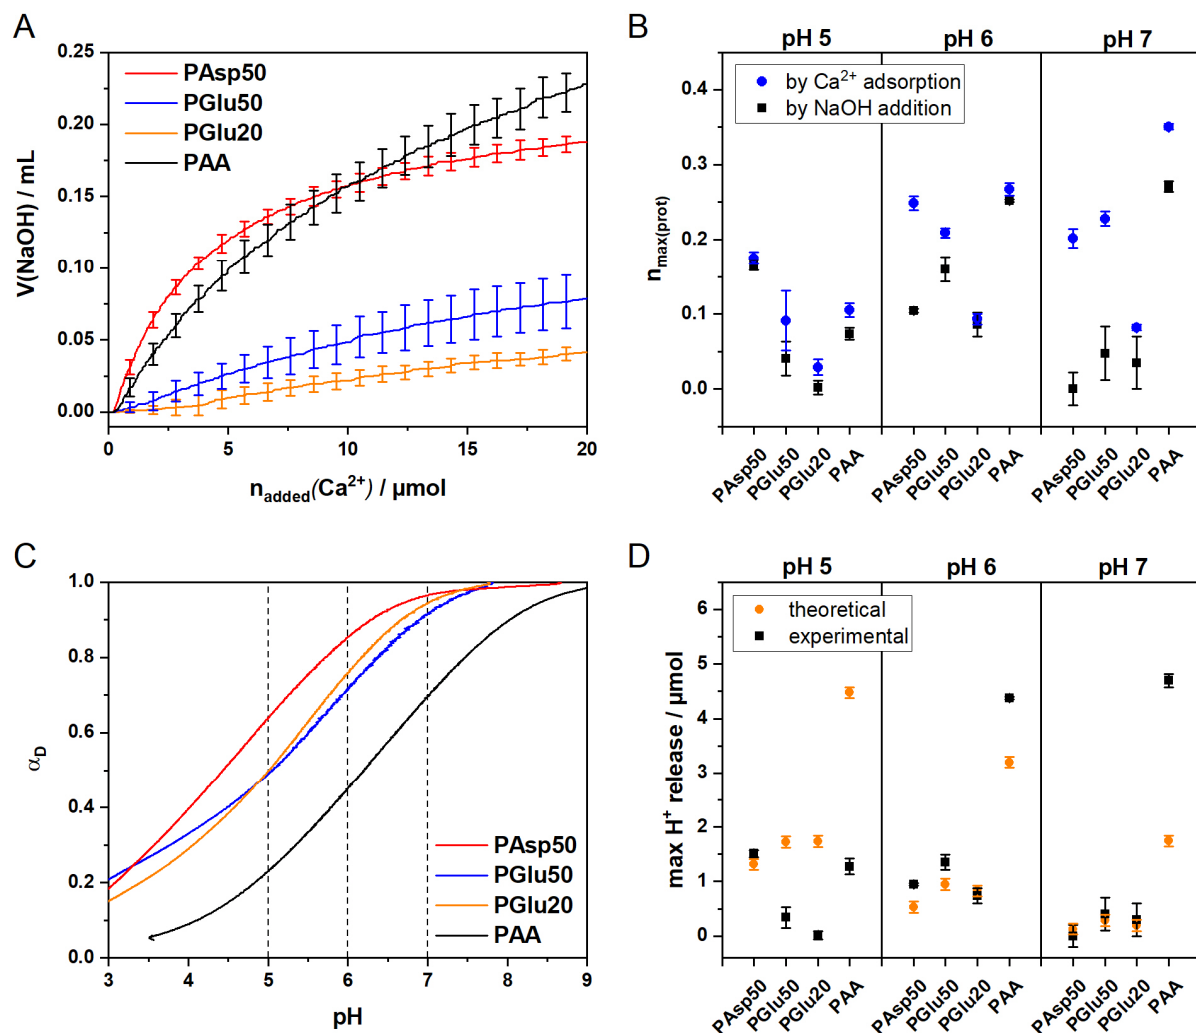 A
PAsp50
PGlu50
PGlu20
PAA
V(NaOH) / mL
0.25
0.20
0.15
0.10
0.05
0.00
0 5 10 15 20
n_added(Ca²⁺) / µmol
B
pH 5 pH 6 pH 7
by Ca²⁺ adsorption
by NaOH addition
n_max(prot)
0.4
0.3
0.2
0.1
0.0
PAsp50 PGlu50 PGlu20 PAA PAsp50 PGlu50 PGlu20 PAA PAsp50 PGlu50 PGlu20 PAA
C
α_D
1.0
0.8
0.6
0.4
0.2
0.0
PAsp50
PGlu50
PGlu20
PAA
3 4 5 6 7 8 9
pH
D
pH 5 pH 6 pH 7
theoretical
experimental
max H⁺ release / µmol
6
5
4
3
2
1
0
PAsp50 PGlu50 PGlu20 PAA PAsp50 PGlu50 PGlu20 PAA PAsp50 PGlu50 PGlu20 PAA